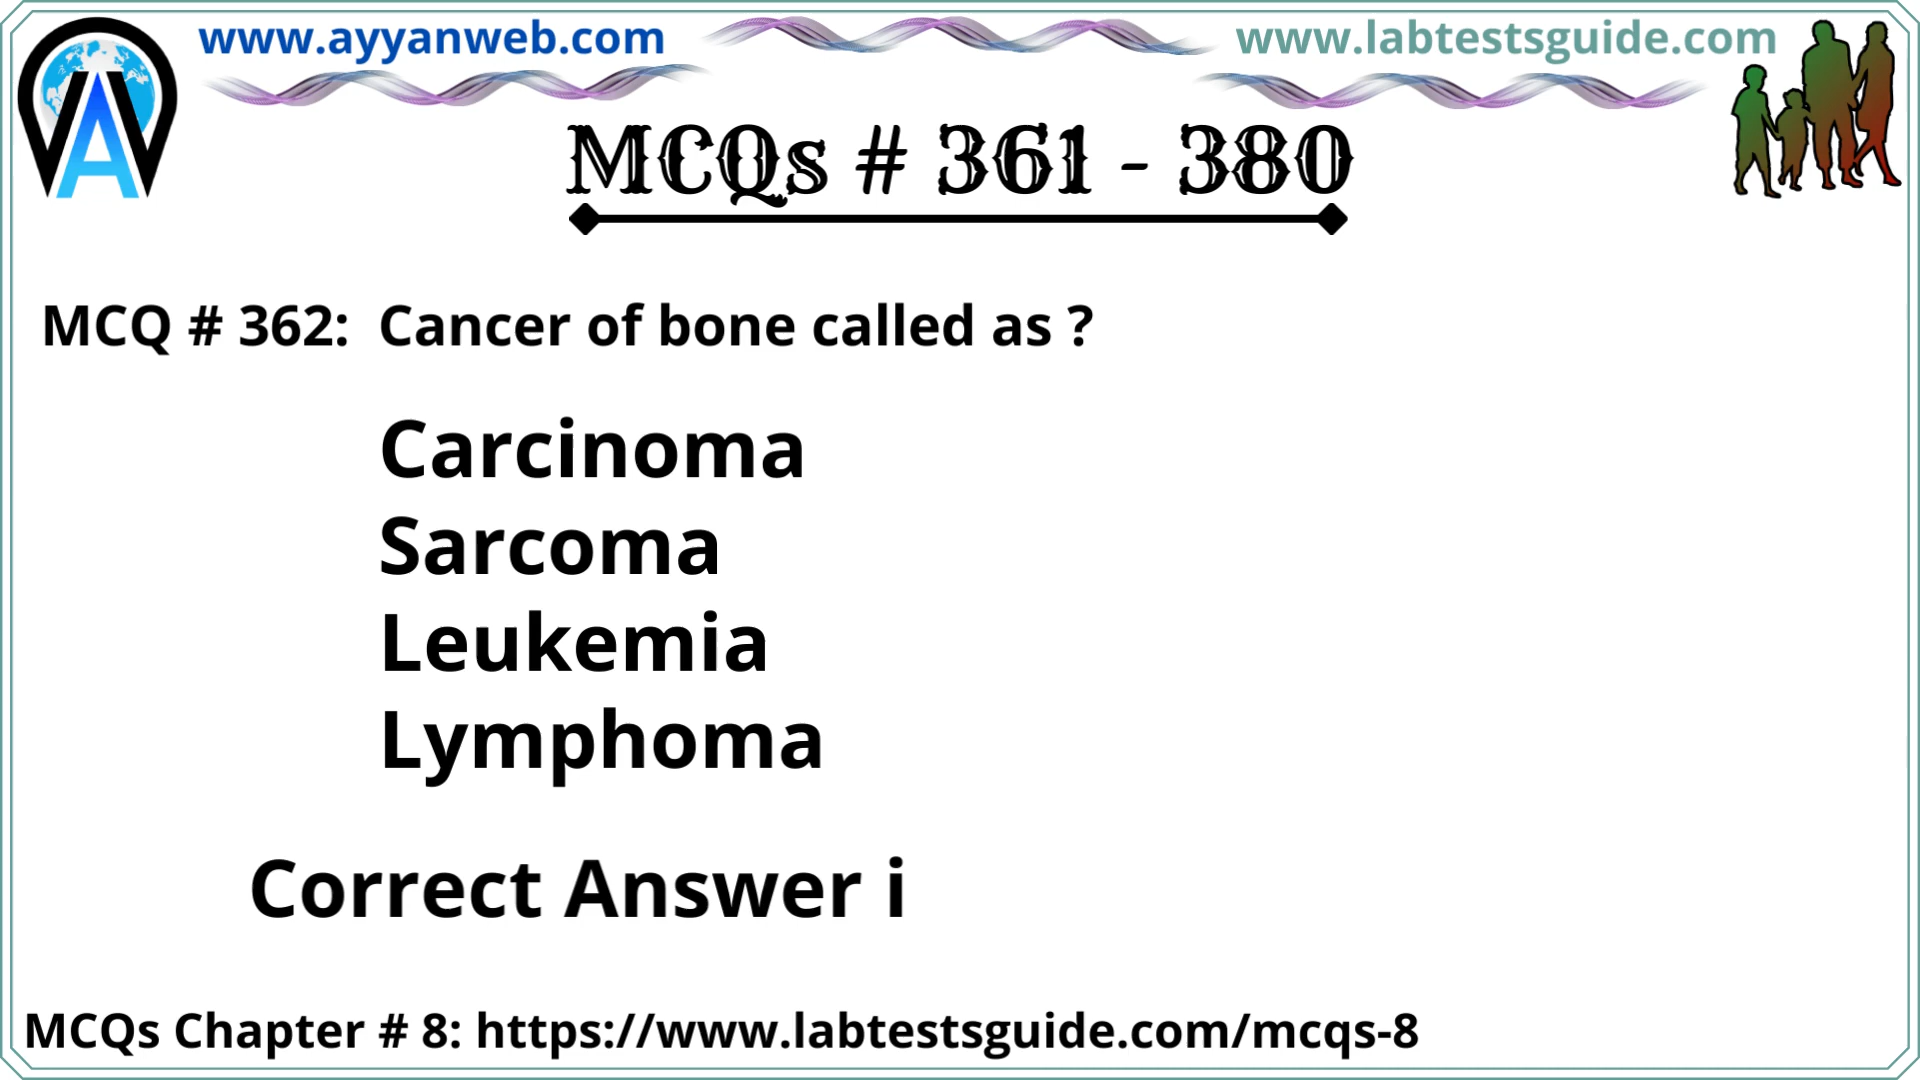 www.ayyanweb.com
www.labtestsguide.com
MCQs # 361 - 380
MCQ # 362: Cancer of bone called as ?
Carcinoma
Sarcoma
Leukemia
Lymphoma
Correct Answer i
MCQs Chapter # 8: https://www.labtestsguide.com/mcqs-8